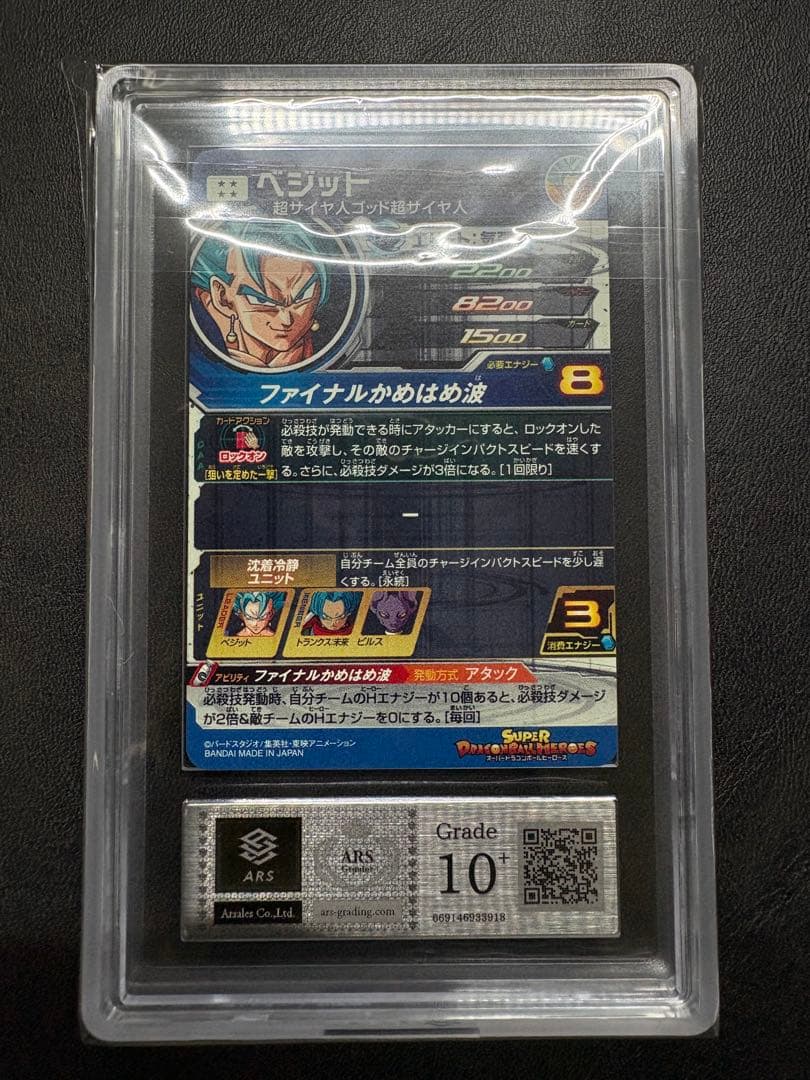 ベジット
超サイヤ人ゴッド超サイヤ人
2200
8200
1500
ガード
必要エナジー
8
ファイナルかめはめ波
カードアクション
ロックオン
[狙いを定めた一撃]
必殺技が発動できる時にアタッカーにすると、ロックオンした
敵を攻撃し、その敵のチャージインパクトスピードを速くす
る。さらに、必殺技ダメージが3倍になる。[1回限り]
－
沈着冷静
ユニット
自分チーム全員のチャージインパクトスピードを少し遅
くする。[永続]
ユニット
LEADER
ベジット
MEMBER
トランクス:未来
ビルス
3
消費エナジー
アビリティ ファイナルかめはめ波 発動方式 アタック
必殺技発動時、自分チームのHエナジーが10個あると、必殺技ダメージ
が2倍&敵チームのHエナジーを0にする。[毎回]
©バードスタジオ/集英社・東映アニメーション
BANDAI MADE IN JAPAN
SUPER
DRAGONBALL HEROES
スーパードラゴンボールヒーローズ
ARS
Arsales Co.,Ltd.
ARS
Genuine
ars-grading.com
Grade
10+
669146933918